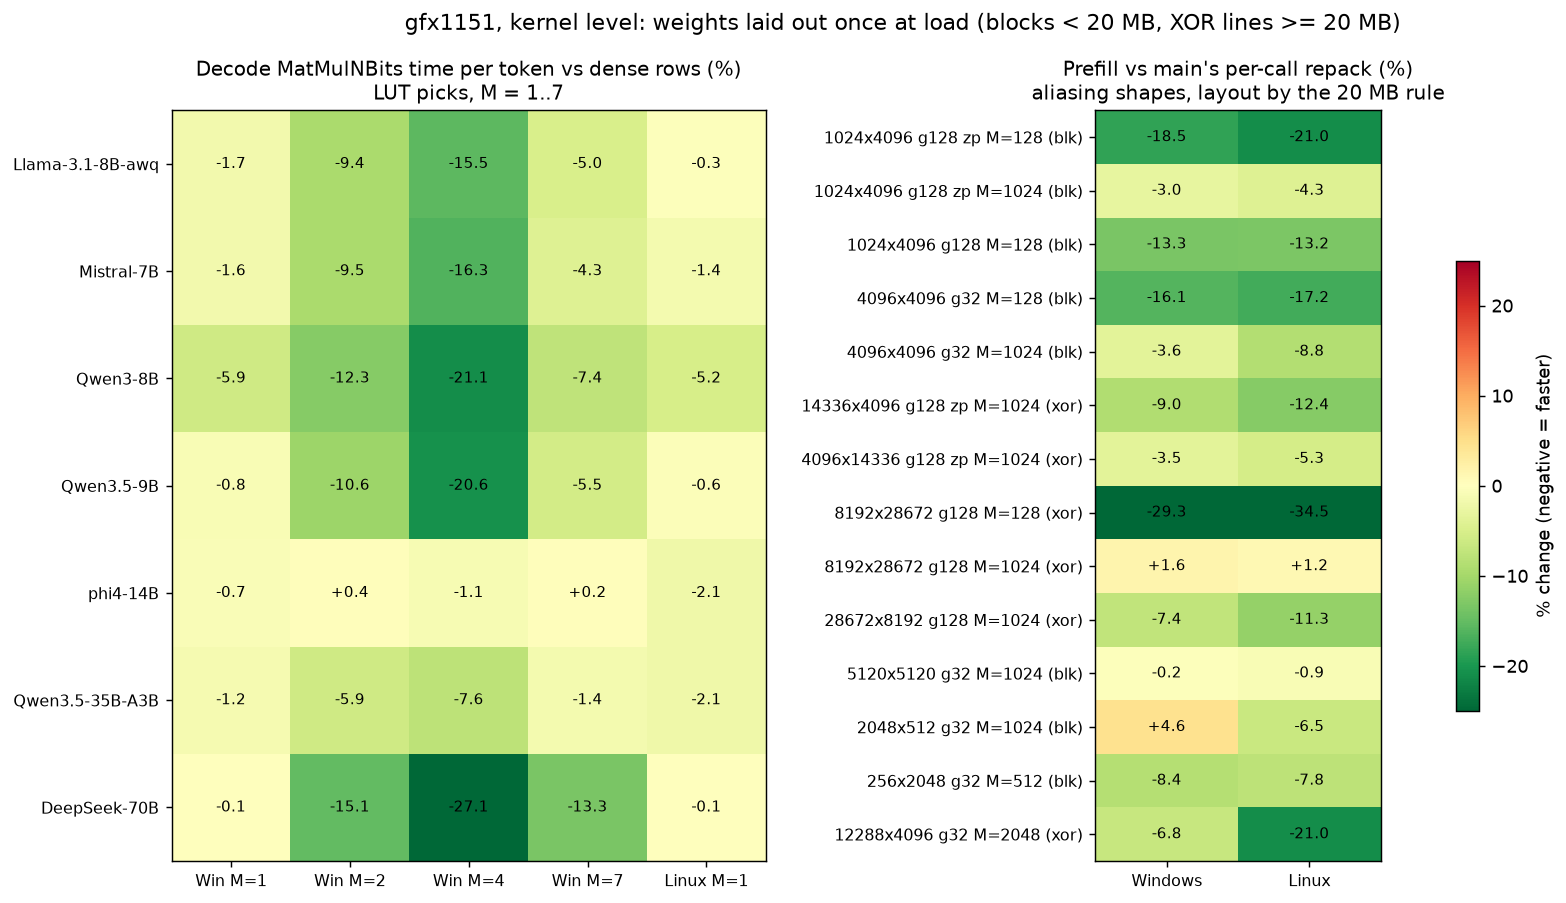 gfx1151, kernel level: weights laid out once at load (blocks < 20 MB, XOR lines >= 20 MB)
Decode MatMulNBits time per token vs dense rows (%)
LUT picks, M = 1..7
Llama-3.1-8B-awq -1.7 -9.4 -15.5 -5.0 -0.3
Mistral-7B -1.6 -9.5 -16.3 -4.3 -1.4
Qwen3-8B -5.9 -12.3 -21.1 -7.4 -5.2
Qwen3.5-9B -0.8 -10.6 -20.6 -5.5 -0.6
phi4-14B -0.7 +0.4 -1.1 +0.2 -2.1
Qwen3.5-35B-A3B -1.2 -5.9 -7.6 -1.4 -2.1
DeepSeek-70B -0.1 -15.1 -27.1 -13.3 -0.1
Win M=1 Win M=2 Win M=4 Win M=7 Linux M=1
Prefill vs main's per-call repack (%)
aliasing shapes, layout by the 20 MB rule
1024x4096 g128 zp M=128 (blk) -18.5 -21.0
1024x4096 g128 zp M=1024 (blk) -3.0 -4.3
1024x4096 g128 M=128 (blk) -13.3 -13.2
4096x4096 g32 M=128 (blk) -16.1 -17.2
4096x4096 g32 M=1024 (blk) -3.6 -8.8
14336x4096 g128 zp M=1024 (xor) -9.0 -12.4
4096x14336 g128 zp M=1024 (xor) -3.5 -5.3
8192x28672 g128 M=128 (xor) -29.3 -34.5
8192x28672 g128 M=1024 (xor) +1.6 +1.2
28672x8192 g128 M=1024 (xor) -7.4 -11.3
5120x5120 g32 M=1024 (blk) -0.2 -0.9
2048x512 g32 M=1024 (blk) +4.6 -6.5
256x2048 g32 M=512 (blk) -8.4 -7.8
12288x4096 g32 M=2048 (xor) -6.8 -21.0
Windows Linux
20
10
0
−10
−20
% change (negative = faster)